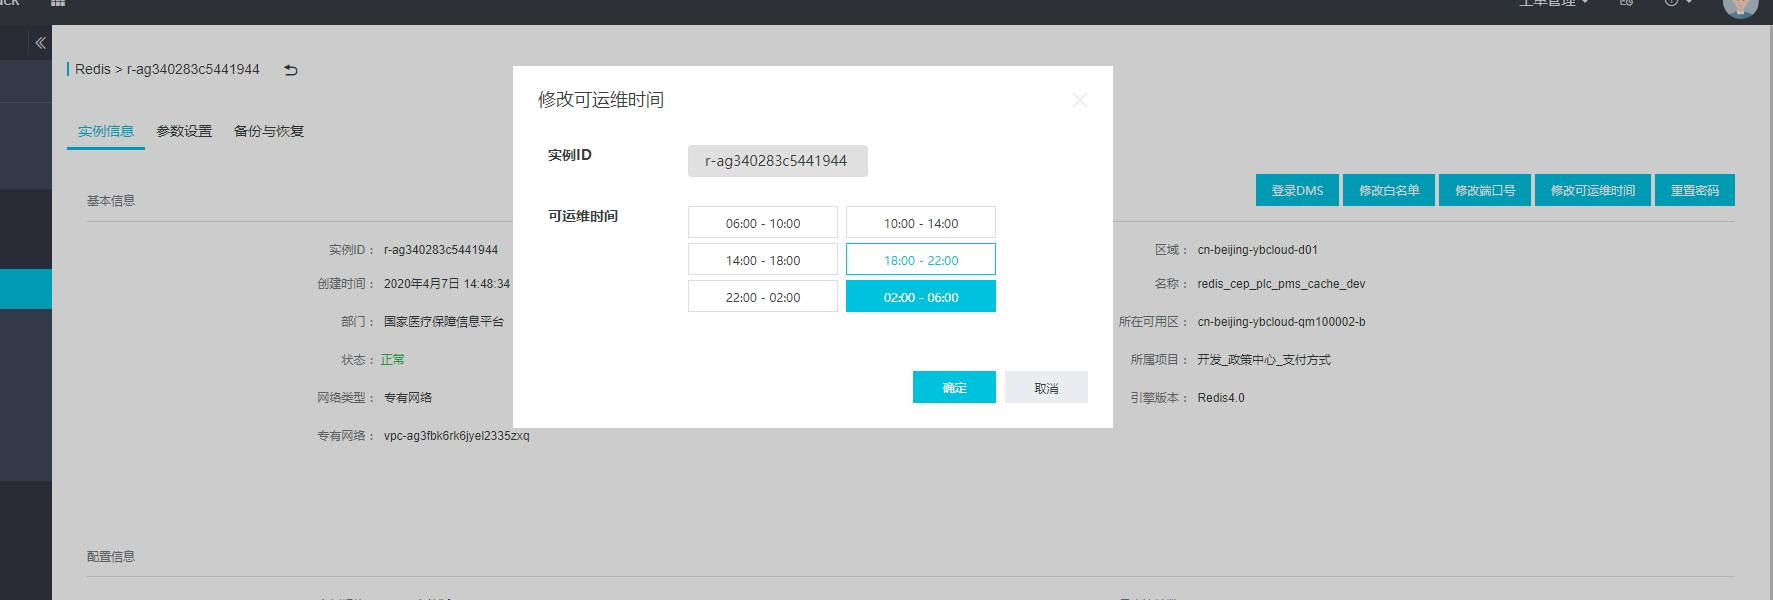 工单管理
Redis > r-ag340283c5441944
实例信息 参数设置 备份与恢复
修改可运维时间
实例ID r-ag340283c5441944
可运维时间
06:00 - 10:00 10:00 - 14:00
14:00 - 18:00 18:00 - 22:00
22:00 - 02:00 02:00 - 06:00
确定 取消
登录DMS 修改白名单 修改端口号 修改可运维时间 重置密码
基本信息
实例ID： r-ag340283c5441944
区域： cn-beijing-ybcloud-d01
创建时间： 2020年4月7日 14:48:34
名称： redis_cep_plc_pms_cache_dev
部门： 国家医疗保障信息平台
所在可用区： cn-beijing-ybcloud-qm100002-b
状态： 正常
所属项目： 开发_政策中心_支付方式
网络类型： 专有网络
引擎版本： Redis4.0
专有网络： vpc-ag3fbk6rk6jyel2335zxq
配置信息